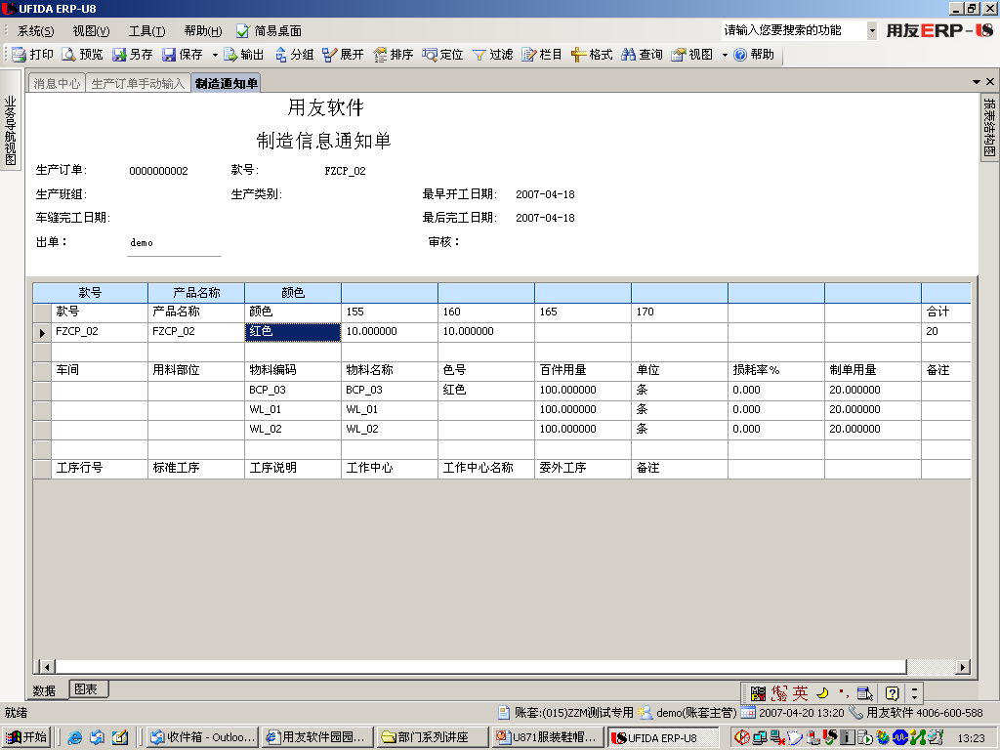 UFIDA ERP-U8
系统(S) 视图(V) 工具(T) 帮助(H) 简易桌面 请输入您要搜索的功能 用友ERP-U8
打印 预览 另存 保存 输出 分组 展开 排序 定位 过滤 栏目 格式 查询 视图 帮助
消息中心 生产订单手动输入 制造通知单
业务导航视图
报表结构图
用友软件
制造信息通知单
生产订单: 0000000002 款号: FZCP_02
生产班组: 生产类别: 最早开工日期: 2007-04-18
车缝完工日期: 最后完工日期: 2007-04-18
出单: demo 审核:
款号 产品名称 颜色
款号 产品名称 颜色 155 160 165 170 合计
FZCP_02 FZCP_02 红色 10.000000 10.000000 20
车间 用料部位 物料编码 物料名称 色号 百件用量 单位 损耗率% 制单用量 备注
BCP_03 BCP_03 红色 100.000000 条 0.000 20.000000
WL_01 WL_01 100.000000 条 0.000 20.000000
WL_02 WL_02 100.000000 条 0.000 20.000000
工序行号 标准工序 工序说明 工作中心 工作中心名称 委外工序 备注
数据 图表
英
就绪 账套:(015)ZZM测试专用 demo(账套主管) 2007-04-20 13:20 用友软件 4006-600-588
开始 收件箱 - Outloo... 用友软件园园... 部门系列讲座 U871服装鞋帽... UFIDA ERP-U8 13:23